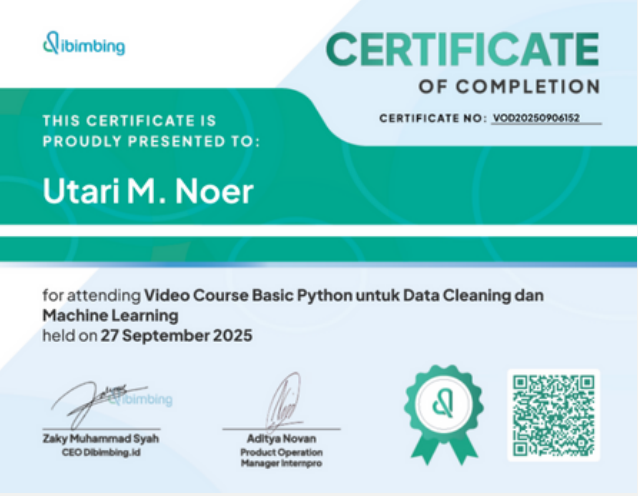 dibimbing
CERTIFICATE
OF COMPLETION
CERTIFICATE NO: VOD20250906152
THIS CERTIFICATE IS
PROUDLY PRESENTED TO:
Utari M. Noer
for attending Video Course Basic Python untuk Data Cleaning dan
Machine Learning
held on 27 September 2025
dibimbing
Zaky Muhammad Syah
CEO Dibimbing.id
Aditya Novan
Product Operation
Manager Internpro